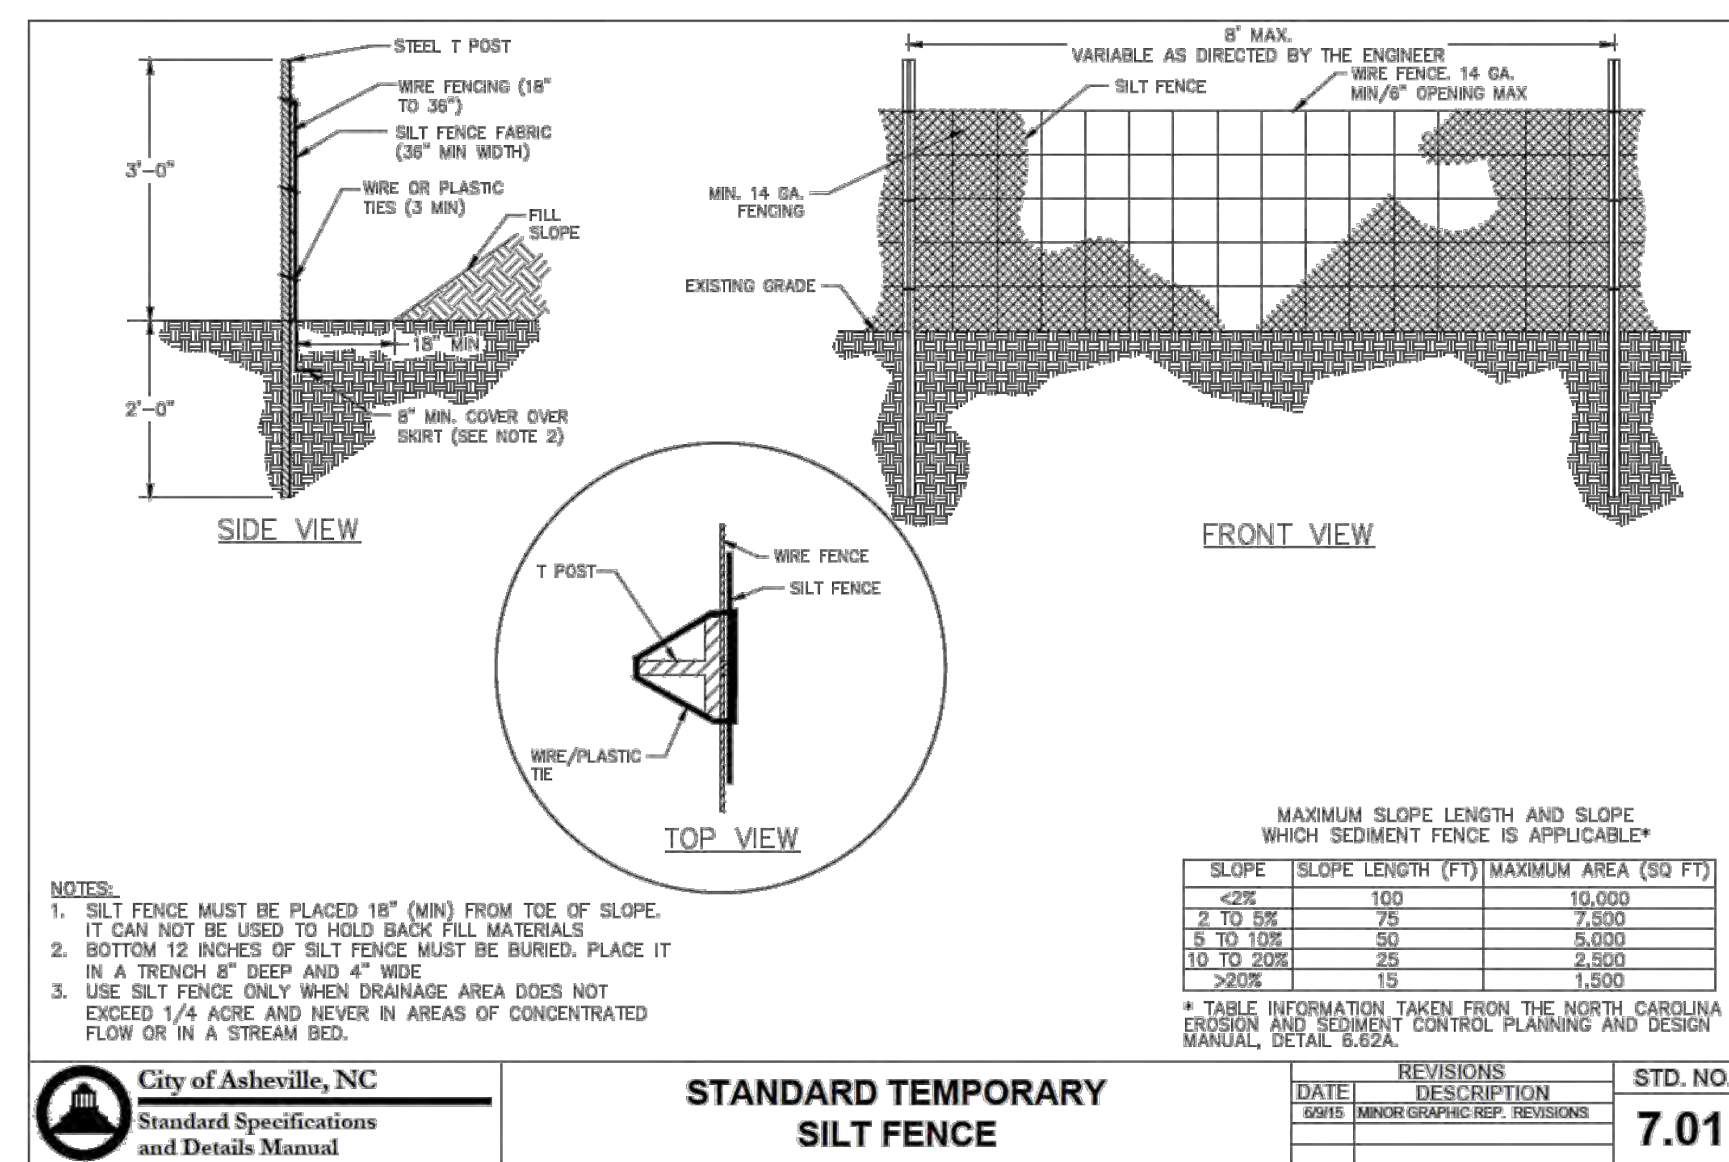 STEEL T POST
WIRE FENCING (18"
TO 36")
SILT FENCE FABRIC
(36" MIN WIDTH)
3'-0"
WIRE OR PLASTIC
TIES (3 MIN)
FILL
SLOPE
18" MIN
2'-0"
8" MIN. COVER OVER
SKIRT (SEE NOTE 2)
SIDE VIEW
8' MAX.
VARIABLE AS DIRECTED BY THE ENGINEER
WIRE FENCE. 14 GA.
MIN/6" OPENING MAX
SILT FENCE
MIN. 14 GA.
FENCING
EXISTING GRADE
FRONT VIEW
WIRE FENCE
T POST
SILT FENCE
WIRE/PLASTIC
TIE
TOP VIEW
MAXIMUM SLOPE LENGTH AND SLOPE
WHICH SEDIMENT FENCE IS APPLICABLE*
SLOPE SLOPE LENGTH (FT) MAXIMUM AREA (SQ FT)
<2% 100 10,000
2 TO 5% 75 7,500
5 TO 10% 50 5,000
10 TO 20% 25 2,500
>20% 15 1,500
* TABLE INFORMATION TAKEN FRON THE NORTH CAROLINA
EROSION AND SEDIMENT CONTROL PLANNING AND DESIGN
MANUAL, DETAIL 6.62A.
NOTES:
1. SILT FENCE MUST BE PLACED 18" (MIN) FROM TOE OF SLOPE.
IT CAN NOT BE USED TO HOLD BACK FILL MATERIALS
2. BOTTOM 12 INCHES OF SILT FENCE MUST BE BURIED. PLACE IT
IN A TRENCH 8" DEEP AND 4" WIDE
3. USE SILT FENCE ONLY WHEN DRAINAGE AREA DOES NOT
EXCEED 1/4 ACRE AND NEVER IN AREAS OF CONCENTRATED
FLOW OR IN A STREAM BED.
City of Asheville, NC
Standard Specifications
and Details Manual
STANDARD TEMPORARY
SILT FENCE
REVISIONS
DATE DESCRIPTION
6/9/15 MINOR GRAPHIC REP. REVISIONS
STD. NO.
7.01